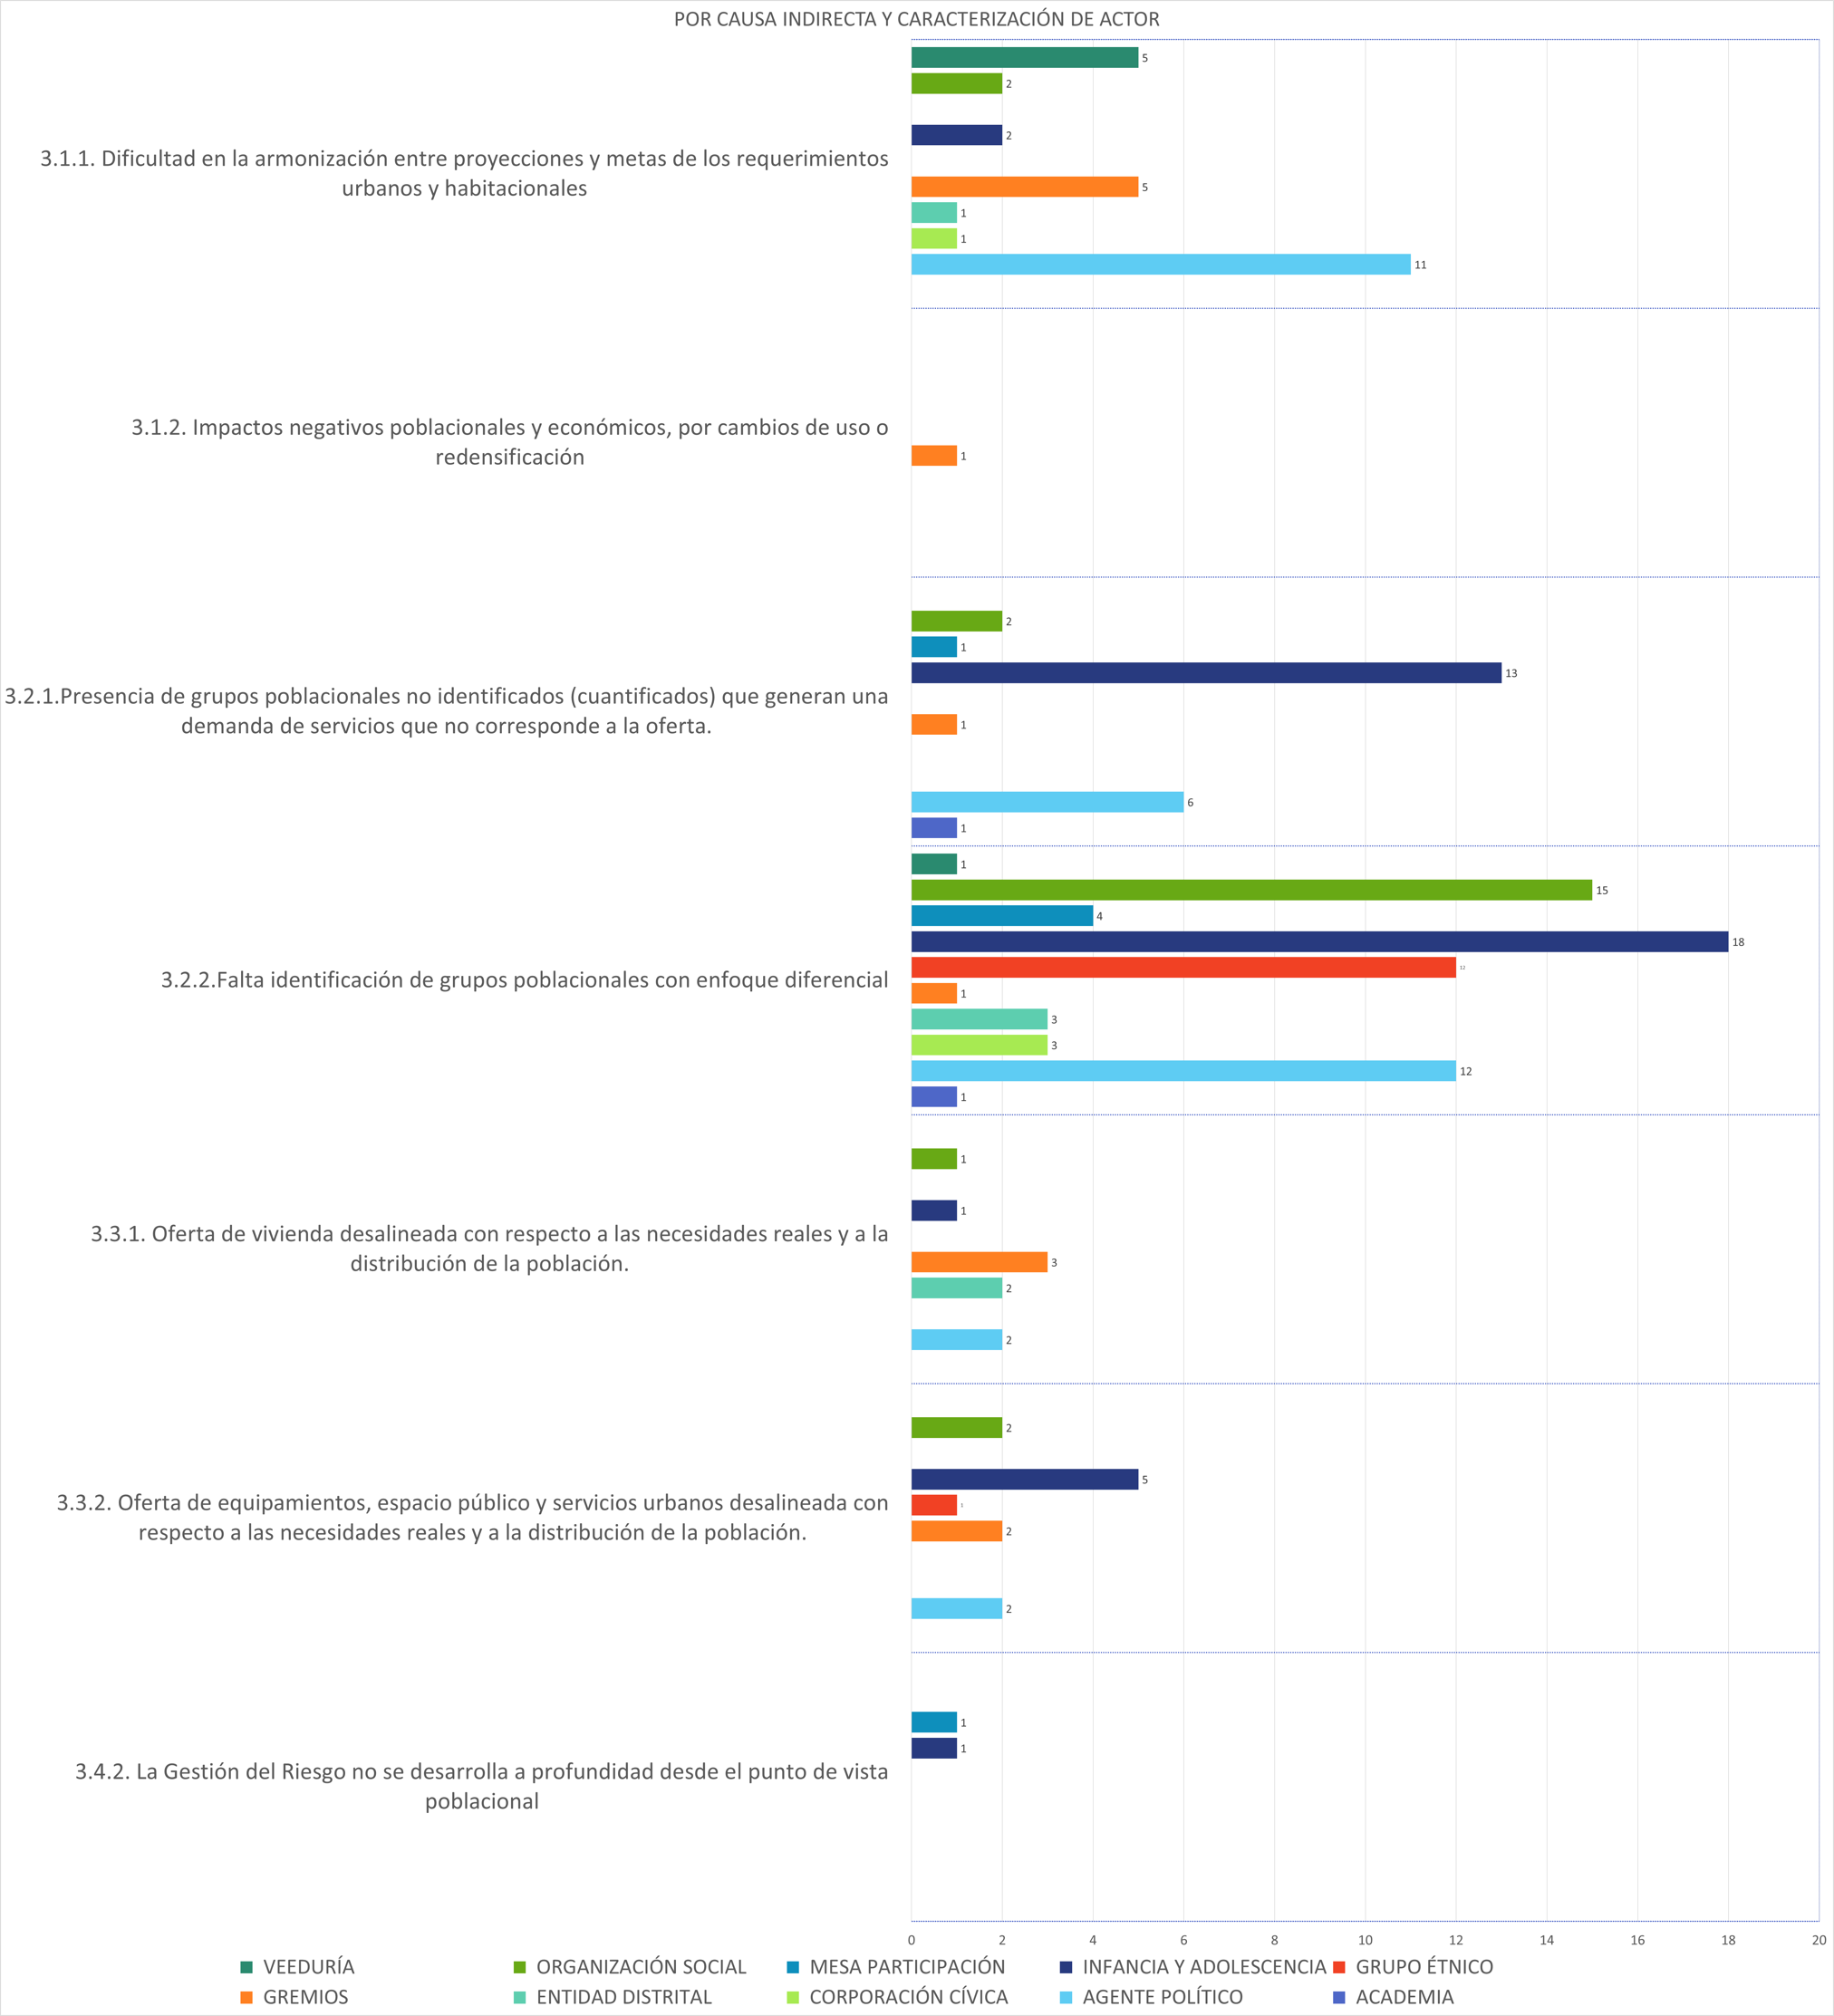 POR CAUSA INDIRECTA Y CARACTERIZACIÓN DE ACTOR
5
2
2
3.1.1. Dificultad en la armonización entre proyecciones y metas de los requerimientos
urbanos y habitacionales
5
1
1
11
3.1.2. Impactos negativos poblacionales y económicos, por cambios de uso o
redensificación
1
2
1
13
3.2.1.Presencia de grupos poblacionales no identificados (cuantificados) que generan una
demanda de servicios que no corresponde a la oferta.
1
6
1
1
15
4
18
12
3.2.2.Falta identificación de grupos poblacionales con enfoque diferencial
1
3
3
12
1
1
1
3.3.1. Oferta de vivienda desalineada con respecto a las necesidades reales y a la
distribución de la población.
3
2
2
2
5
1
3.3.2. Oferta de equipamientos, espacio público y servicios urbanos desalineada con
respecto a las necesidades reales y a la distribución de la población.
2
2
1
1
3.4.2. La Gestión del Riesgo no se desarrolla a profundidad desde el punto de vista
poblacional
0 2 4 6 8 10 12 14 16 18 20
VEEDURÍA ORGANIZACIÓN SOCIAL MESA PARTICIPACIÓN INFANCIA Y ADOLESCENCIA GRUPO ÉTNICO
GREMIOS ENTIDAD DISTRITAL CORPORACIÓN CÍVICA AGENTE POLÍTICO ACADEMIA